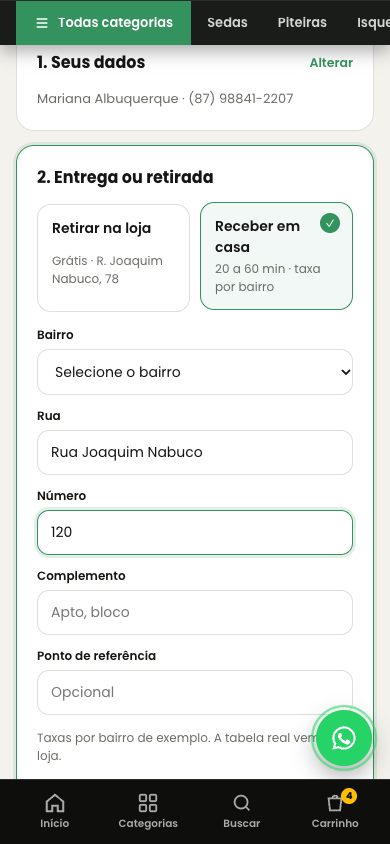 Todas categorias Sedas Piteiras Isque
1. Seus dados Alterar
Mariana Albuquerque · (87) 98841-2207
2. Entrega ou retirada
Retirar na loja
Grátis · R. Joaquim
Nabuco, 78
Receber em
casa
20 a 60 min · taxa
por bairro
Bairro
Selecione o bairro
Rua
Rua Joaquim Nabuco
Número
120
Complemento
Apto, bloco
Ponto de referência
Opcional
Taxas por bairro de exemplo. A tabela real vem
loja.
4
Início Categorias Buscar Carrinho